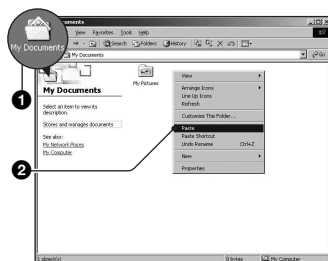 My Documents
View Favorites Tools Help
Search Folders History
My Documents
Go
My Documents
Select an item to view its
description.
Stores and manages documents
See also:
My Network Places
My Computer
My Pictures
View
Arrange Icons
Line Up Icons
Refresh
Customize This Folder...
Paste
Paste Shortcut
Undo Rename Ctrl+Z
New
Properties
1
2
1 object(s)
0 bytes
My Computer